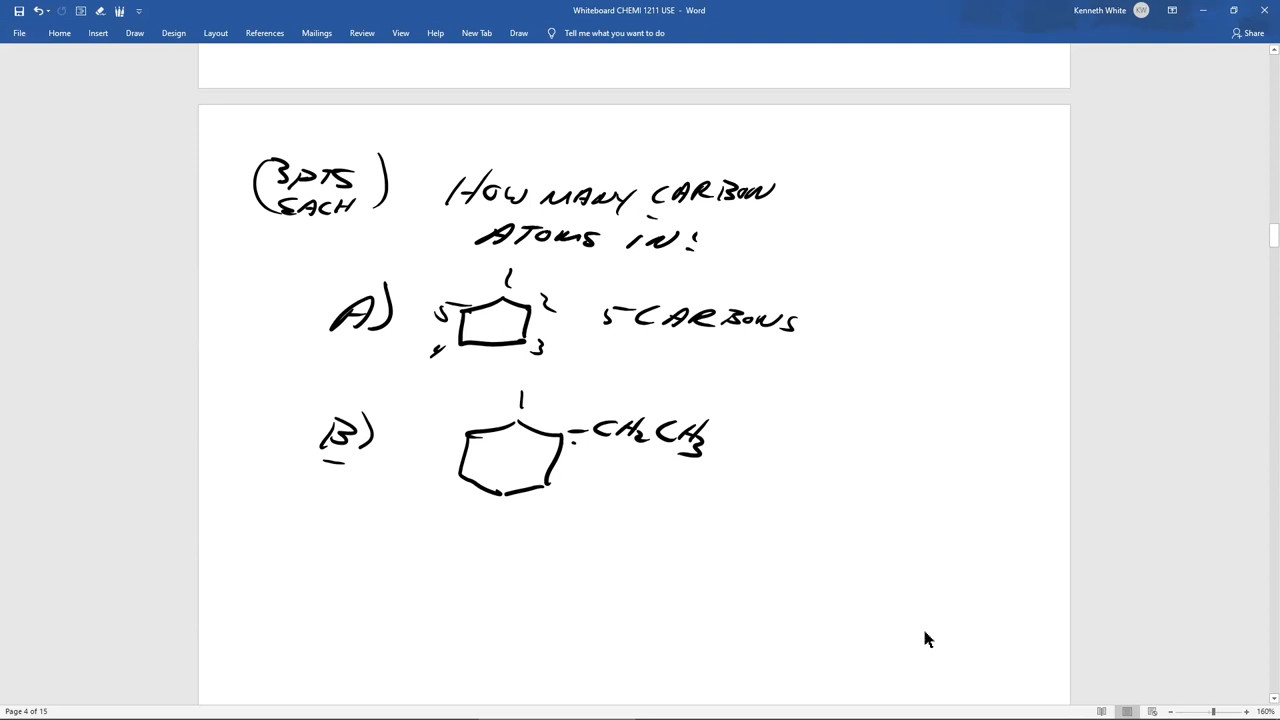 Whiteboard CHEMI 1211 USE - Word
Kenneth White KW
File Home Insert Draw Design Layout References Mailings Review View Help New Tab Draw Tell me what you want to do Share
(3 PTS EACH) HOW MANY CARBON
ATOMS IN:
A) 1 2 3 4 5 5 CARBONS
B) 1 -CH2CH3
Page 4 of 15 160%